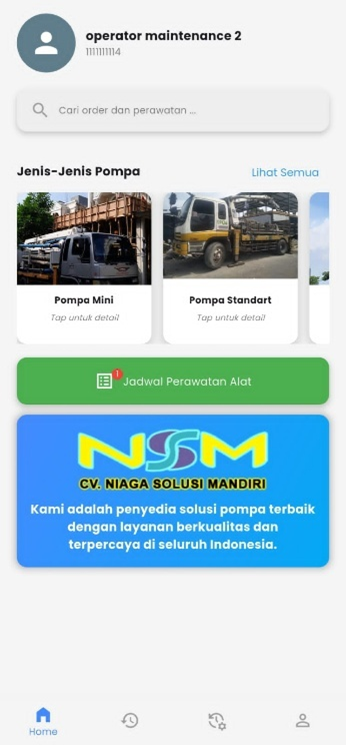 operator maintenance 2
1111111114
Cari order dan perawatan ...
Jenis-Jenis Pompa
Lihat Semua
Pompa Mini
Tap untuk detail
Pompa Standart
Tap untuk detail
1
Jadwal Perawatan Alat
NSM
CV. NIAGA SOLUSI MANDIRI
Kami adalah penyedia solusi pompa terbaik
dengan layanan berkualitas dan
terpercaya di seluruh Indonesia.
Home